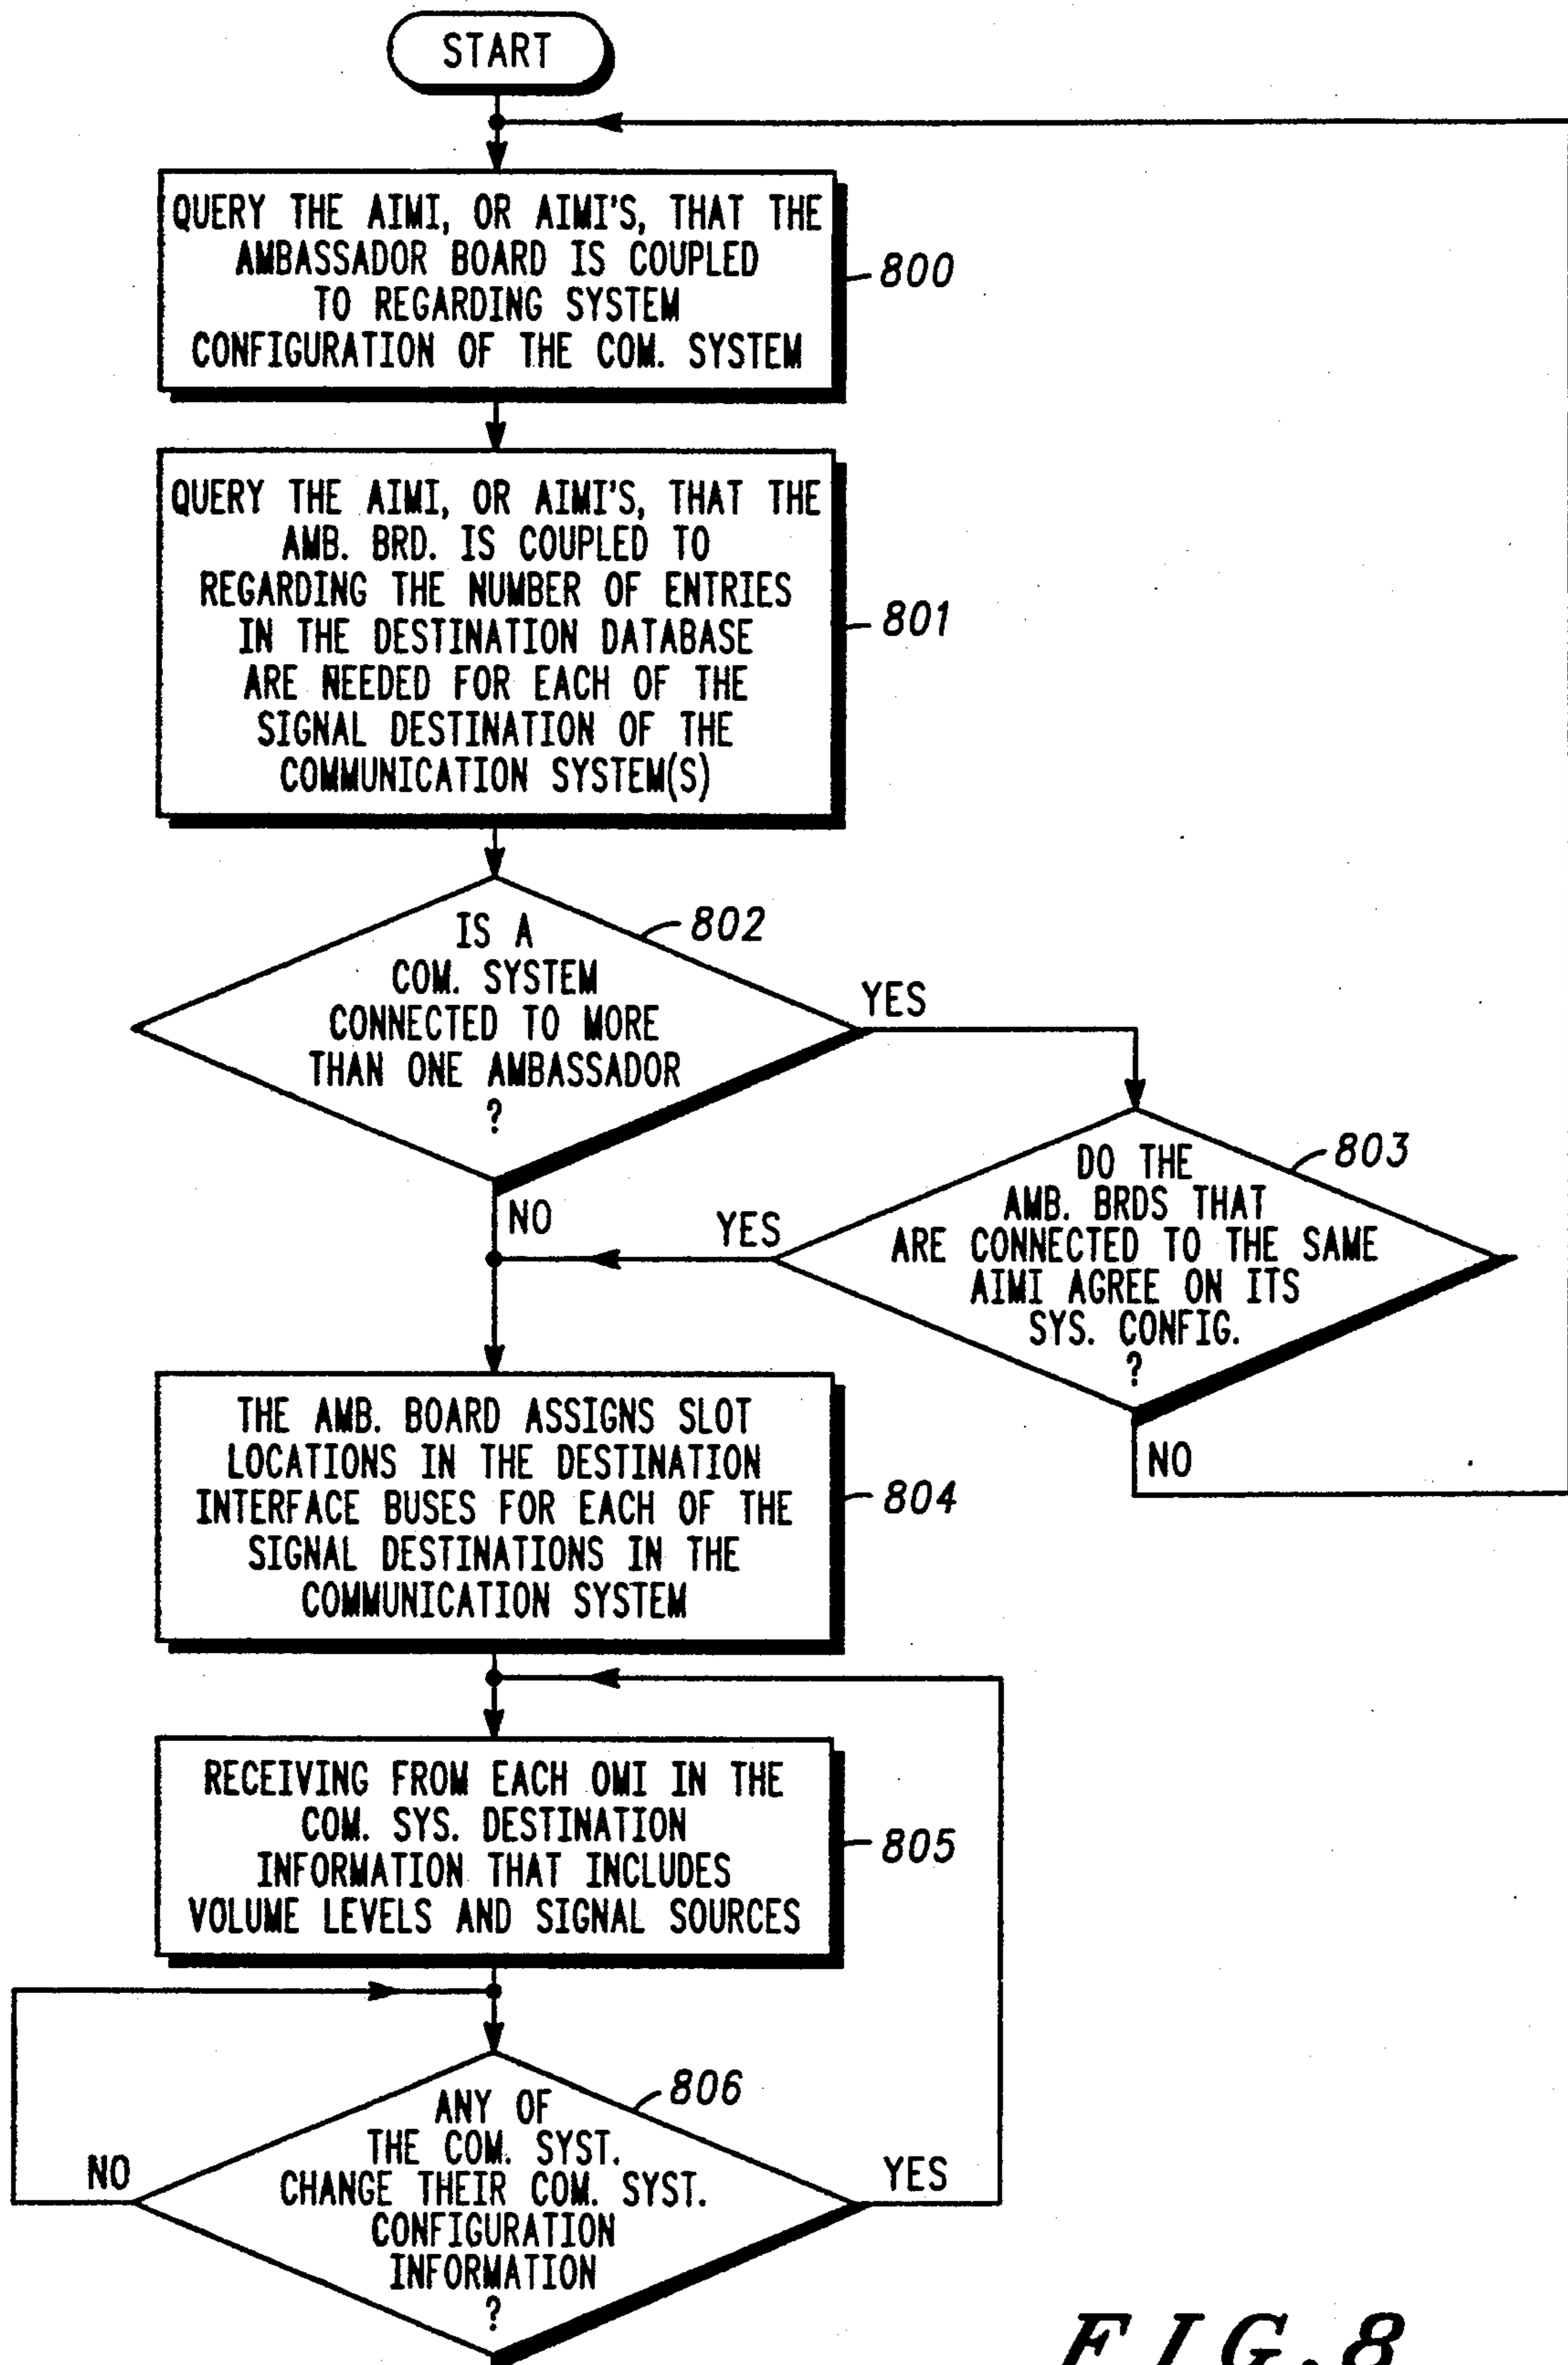 START
QUERY THE AIMI, OR AIMI'S, THAT THE
AMBASSADOR BOARD IS COUPLED
TO REGARDING SYSTEM
CONFIGURATION OF THE COM. SYSTEM
800
QUERY THE AIMI, OR AIMI'S, THAT THE
AMB. BRD. IS COUPLED TO
REGARDING THE NUMBER OF ENTRIES
IN THE DESTINATION DATABASE
ARE NEEDED FOR EACH OF THE
SIGNAL DESTINATION OF THE
COMMUNICATION SYSTEM(S)
801
IS A
COM. SYSTEM
CONNECTED TO MORE
THAN ONE AMBASSADOR
?
802
YES
NO
DO THE
AMB. BRDS THAT
ARE CONNECTED TO THE SAME
AIMI AGREE ON ITS
SYS. CONFIG.
?
803
YES
NO
THE AMB. BOARD ASSIGNS SLOT
LOCATIONS IN THE DESTINATION
INTERFACE BUSES FOR EACH OF THE
SIGNAL DESTINATIONS IN THE
COMMUNICATION SYSTEM
804
RECEIVING FROM EACH OMI IN THE
COM. SYS. DESTINATION
INFORMATION THAT INCLUDES
VOLUME LEVELS AND SIGNAL SOURCES
805
ANY OF
THE COM. SYST.
CHANGE THEIR COM. SYST.
CONFIGURATION
INFORMATION
?
806
NO
YES
FIG.8